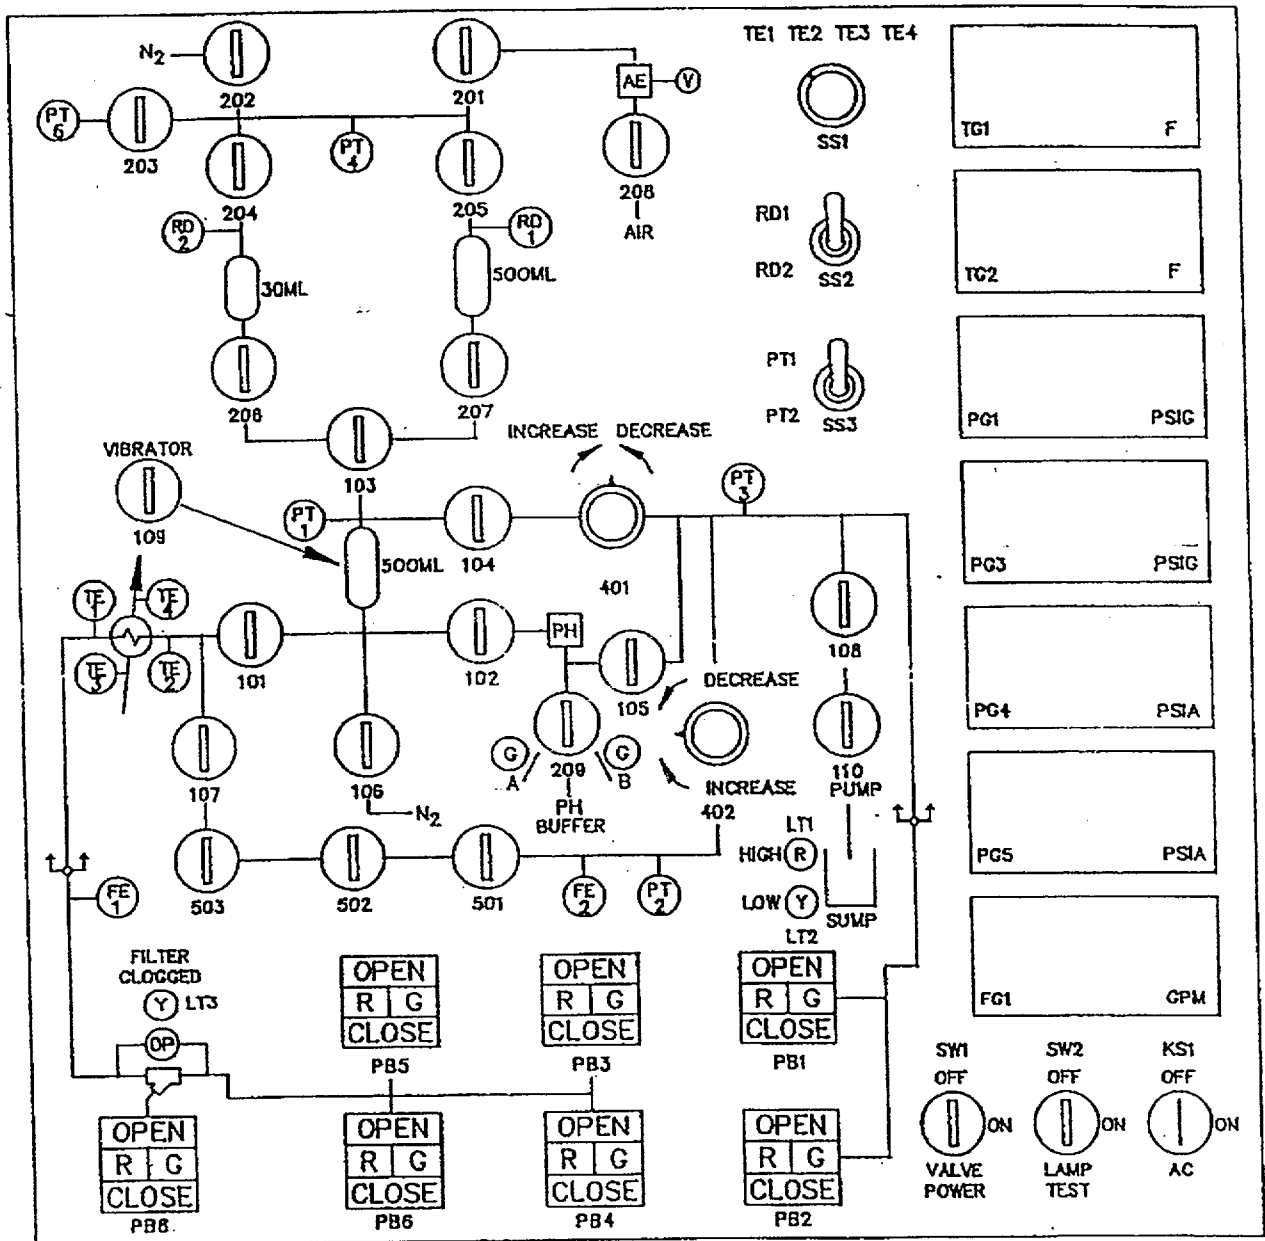 TE1 TE2 TE3 TE4
N2
202
201
AE
V
TG1 F
PT 5
203
PT 4
208
SS1
204
205
AIR
RD 2
RD 1
RD1
RD2 SS2
30ML
500ML
TG2 F
206
207
PT1
PT2 SS3
PG1 PSIG
INCREASE DECREASE
VIBRATOR
103
PT 3
109
PT 1
104
401
500ML
PG3 PSIG
TE 1
TE 4
TE 3
TE 2
101
102
PH
105
108
DECREASE
PG4 PSIA
107
106
N2
G
A
209
G
B
PH
BUFFER
INCREASE
402
110
PUMP
LT1
HIGH R
LOW Y
LT2
SUMP
PG5 PSIA
FE 1
503
502
501
FE 2
PT 2
FILTER
CLOGGED
Y LT3
OPEN
R G
CLOSE
PB5
OPEN
R G
CLOSE
PB3
OPEN
R G
CLOSE
PB1
FG1 GPM
SW1
OFF
ON
VALVE
POWER
SW2
OFF
ON
LAMP
TEST
KS1
OFF
ON
AC
OPEN
R G
CLOSE
PB6
OPEN
R G
CLOSE
PB4
OPEN
R G
CLOSE
PB2
OPEN
R G
CLOSE